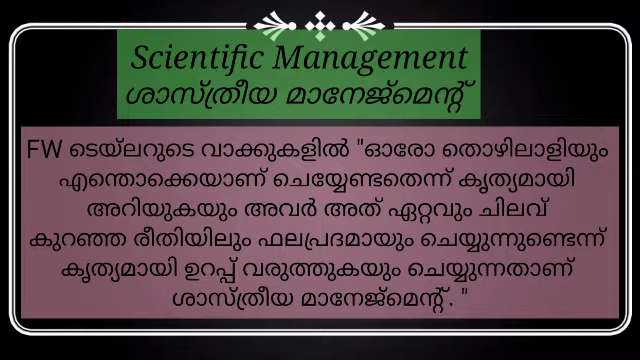 Scientific Management
ശാസ്ത്രീയ മാനേജ്മെന്റ്
FW ടെയ്ലറുടെ വാക്കുകളിൽ "ഓരോ തൊഴിലാളിയും
എന്തൊക്കെയാണ് ചെയ്യേണ്ടതെന്ന് കൃത്യമായി
അറിയുകയും അവർ അത് ഏറ്റവും ചിലവ്
കുറഞ്ഞ രീതിയിലും ഫലപ്രദമായും ചെയ്യുന്നുണ്ടെന്ന്
കൃത്യമായി ഉറപ്പ് വരുത്തുകയും ചെയ്യുന്നതാണ്
ശാസ്ത്രീയ മാനേജ്മെന്റ്. "